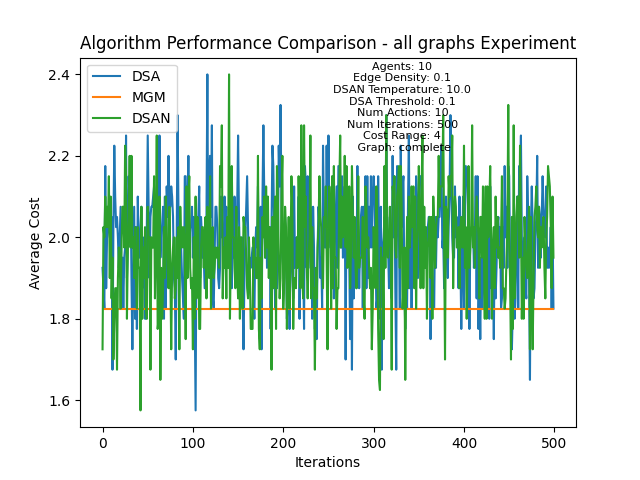 Algorithm Performance Comparison - all graphs Experiment
DSA
MGM
DSAN
Agents: 10
Edge Density: 0.1
DSAN Temperature: 10.0
DSA Threshold: 0.1
Num Actions: 10
Num Iterations: 500
Cost Range: 4
Graph: complete
Average Cost
2.4
2.2
2.0
1.8
1.6
0
100
200
300
400
500
Iterations